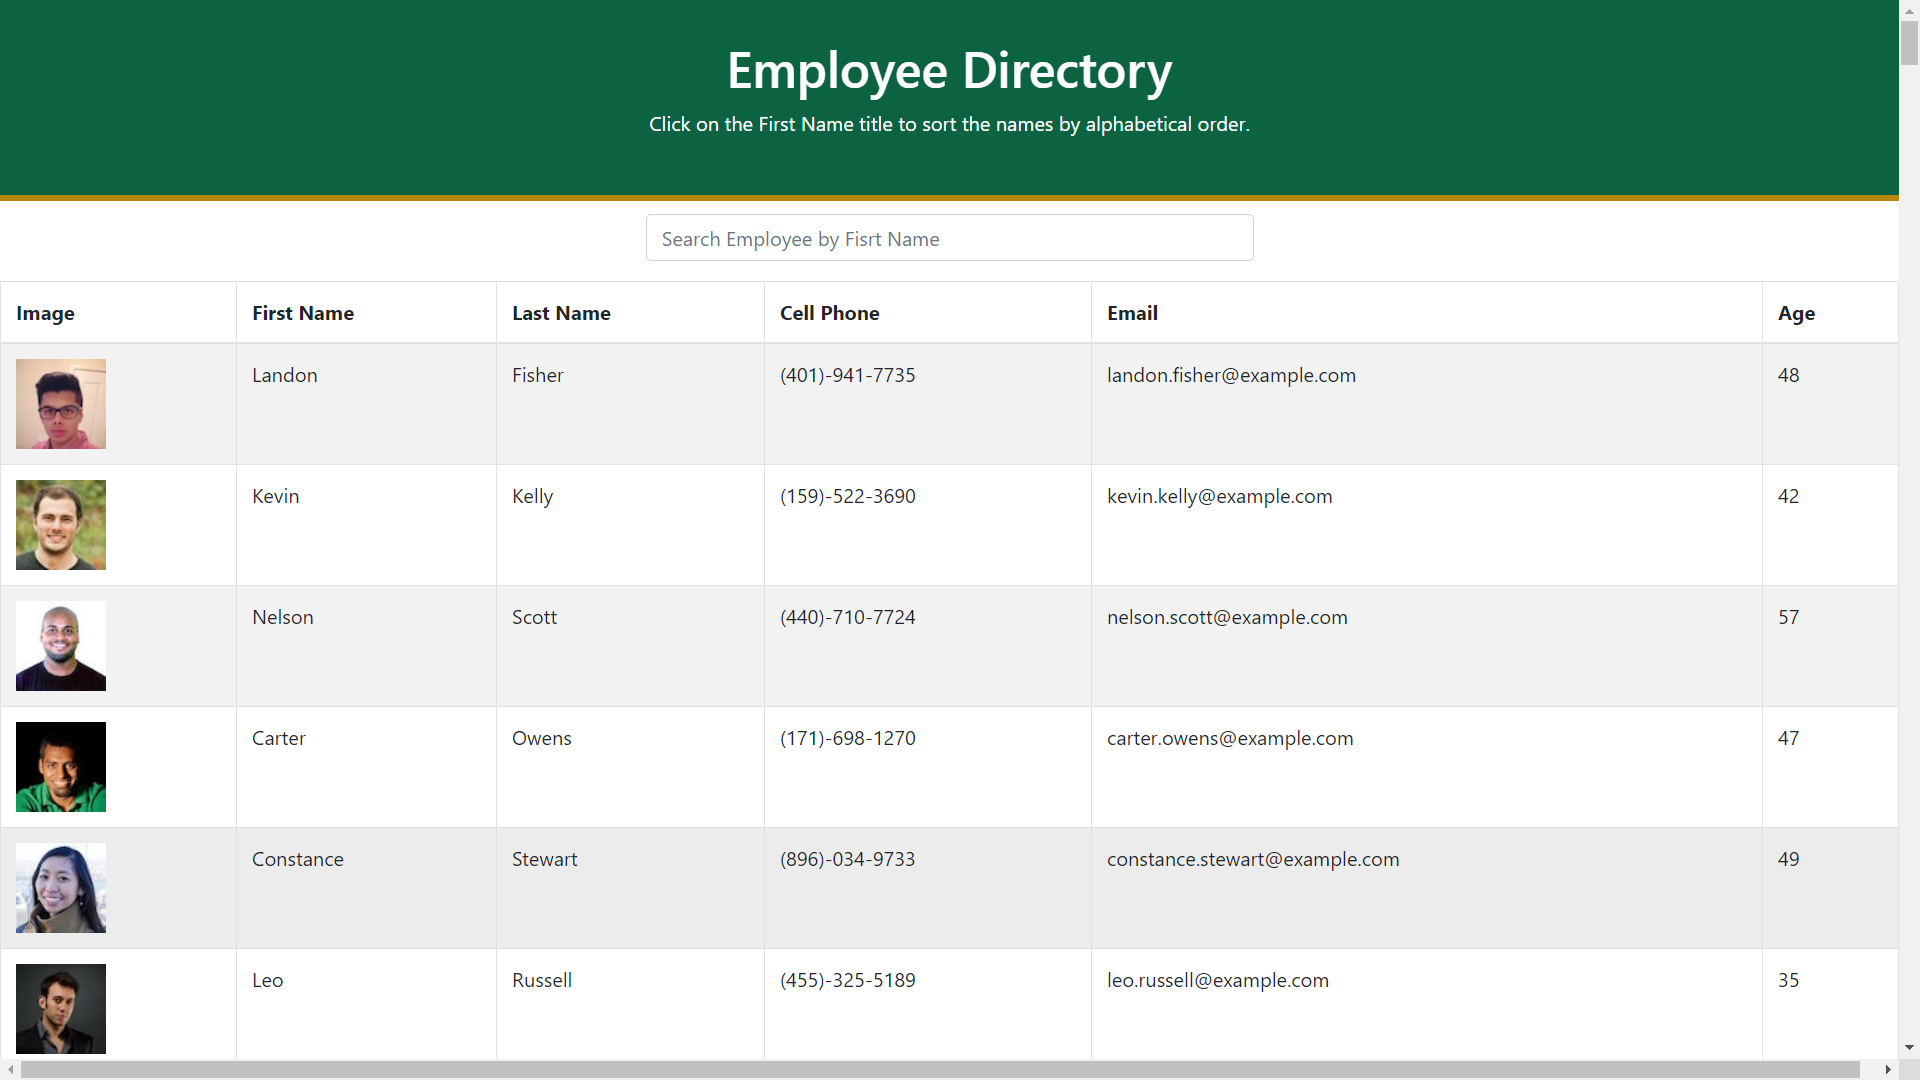 Employee Directory
Click on the First Name title to sort the names by alphabetical order.
Search Employee by Fisrt Name
Image First Name Last Name Cell Phone Email Age
Landon Fisher (401)-941-7735 landon.fisher@example.com 48
Kevin Kelly (159)-522-3690 kevin.kelly@example.com 42
Nelson Scott (440)-710-7724 nelson.scott@example.com 57
Carter Owens (171)-698-1270 carter.owens@example.com 47
Constance Stewart (896)-034-9733 constance.stewart@example.com 49
Leo Russell (455)-325-5189 leo.russell@example.com 35